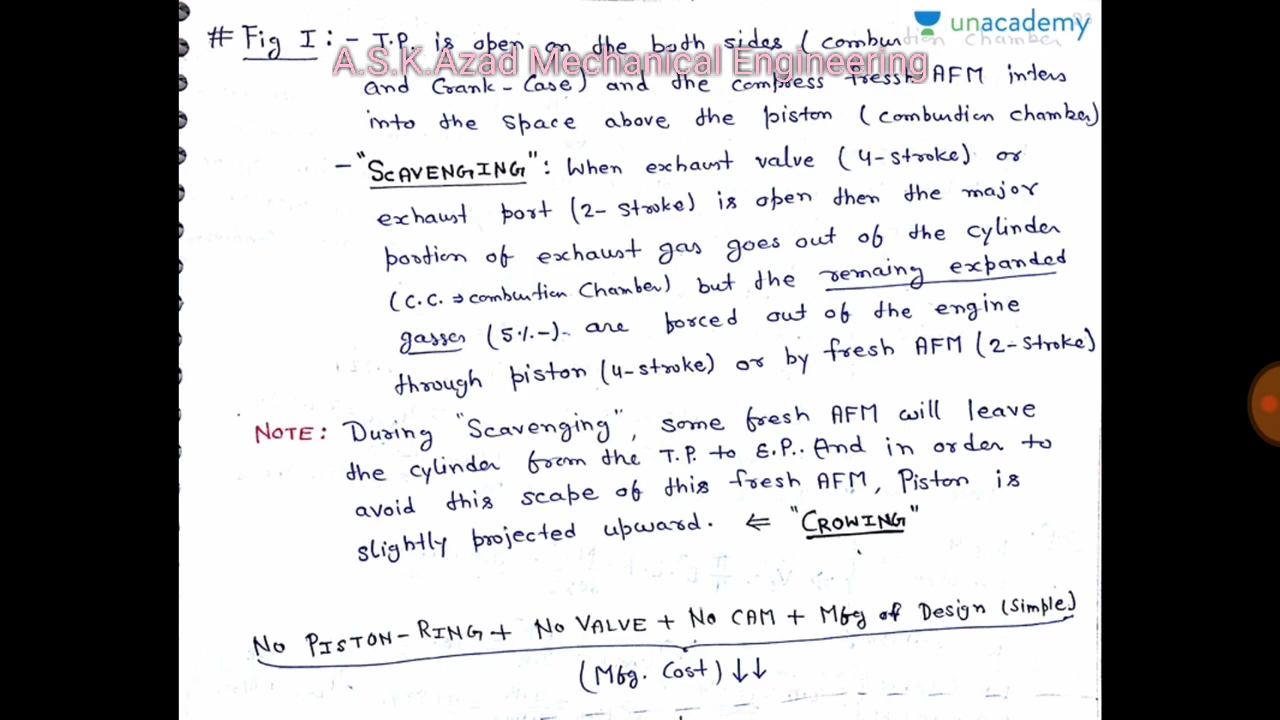 unacademy
# Fig I :- T.P. is open on the both sides (combustion chamber
A.S.K.Azad Mechanical Engineering
and Crank-Case) and the compress fressh AFM inters
into the space above the piston (combustion chamber)
- "SCAVENGING": When exhaust valve (4-stroke) or
exhaust port (2-stroke) is open then the major
portion of exhaust gas goes out of the cylinder
(C.C. ⇒ combustion Chamber) but the remaing expanded
gasses (5%-) are forced out of the engine
through piston (4-stroke) or by fresh AFM (2-stroke)
NOTE: During "Scavenging", some fresh AFM will leave
the cylinder from the T.P. to E.P.. And in order to
avoid this scape of this fresh AFM, Piston is
slightly projected upward. ⇐ "CROWING"
NO PISTON-RING + NO VALVE + NO CAM + Mfg of Design (Simple)
(Mfg. Cost) ↓↓